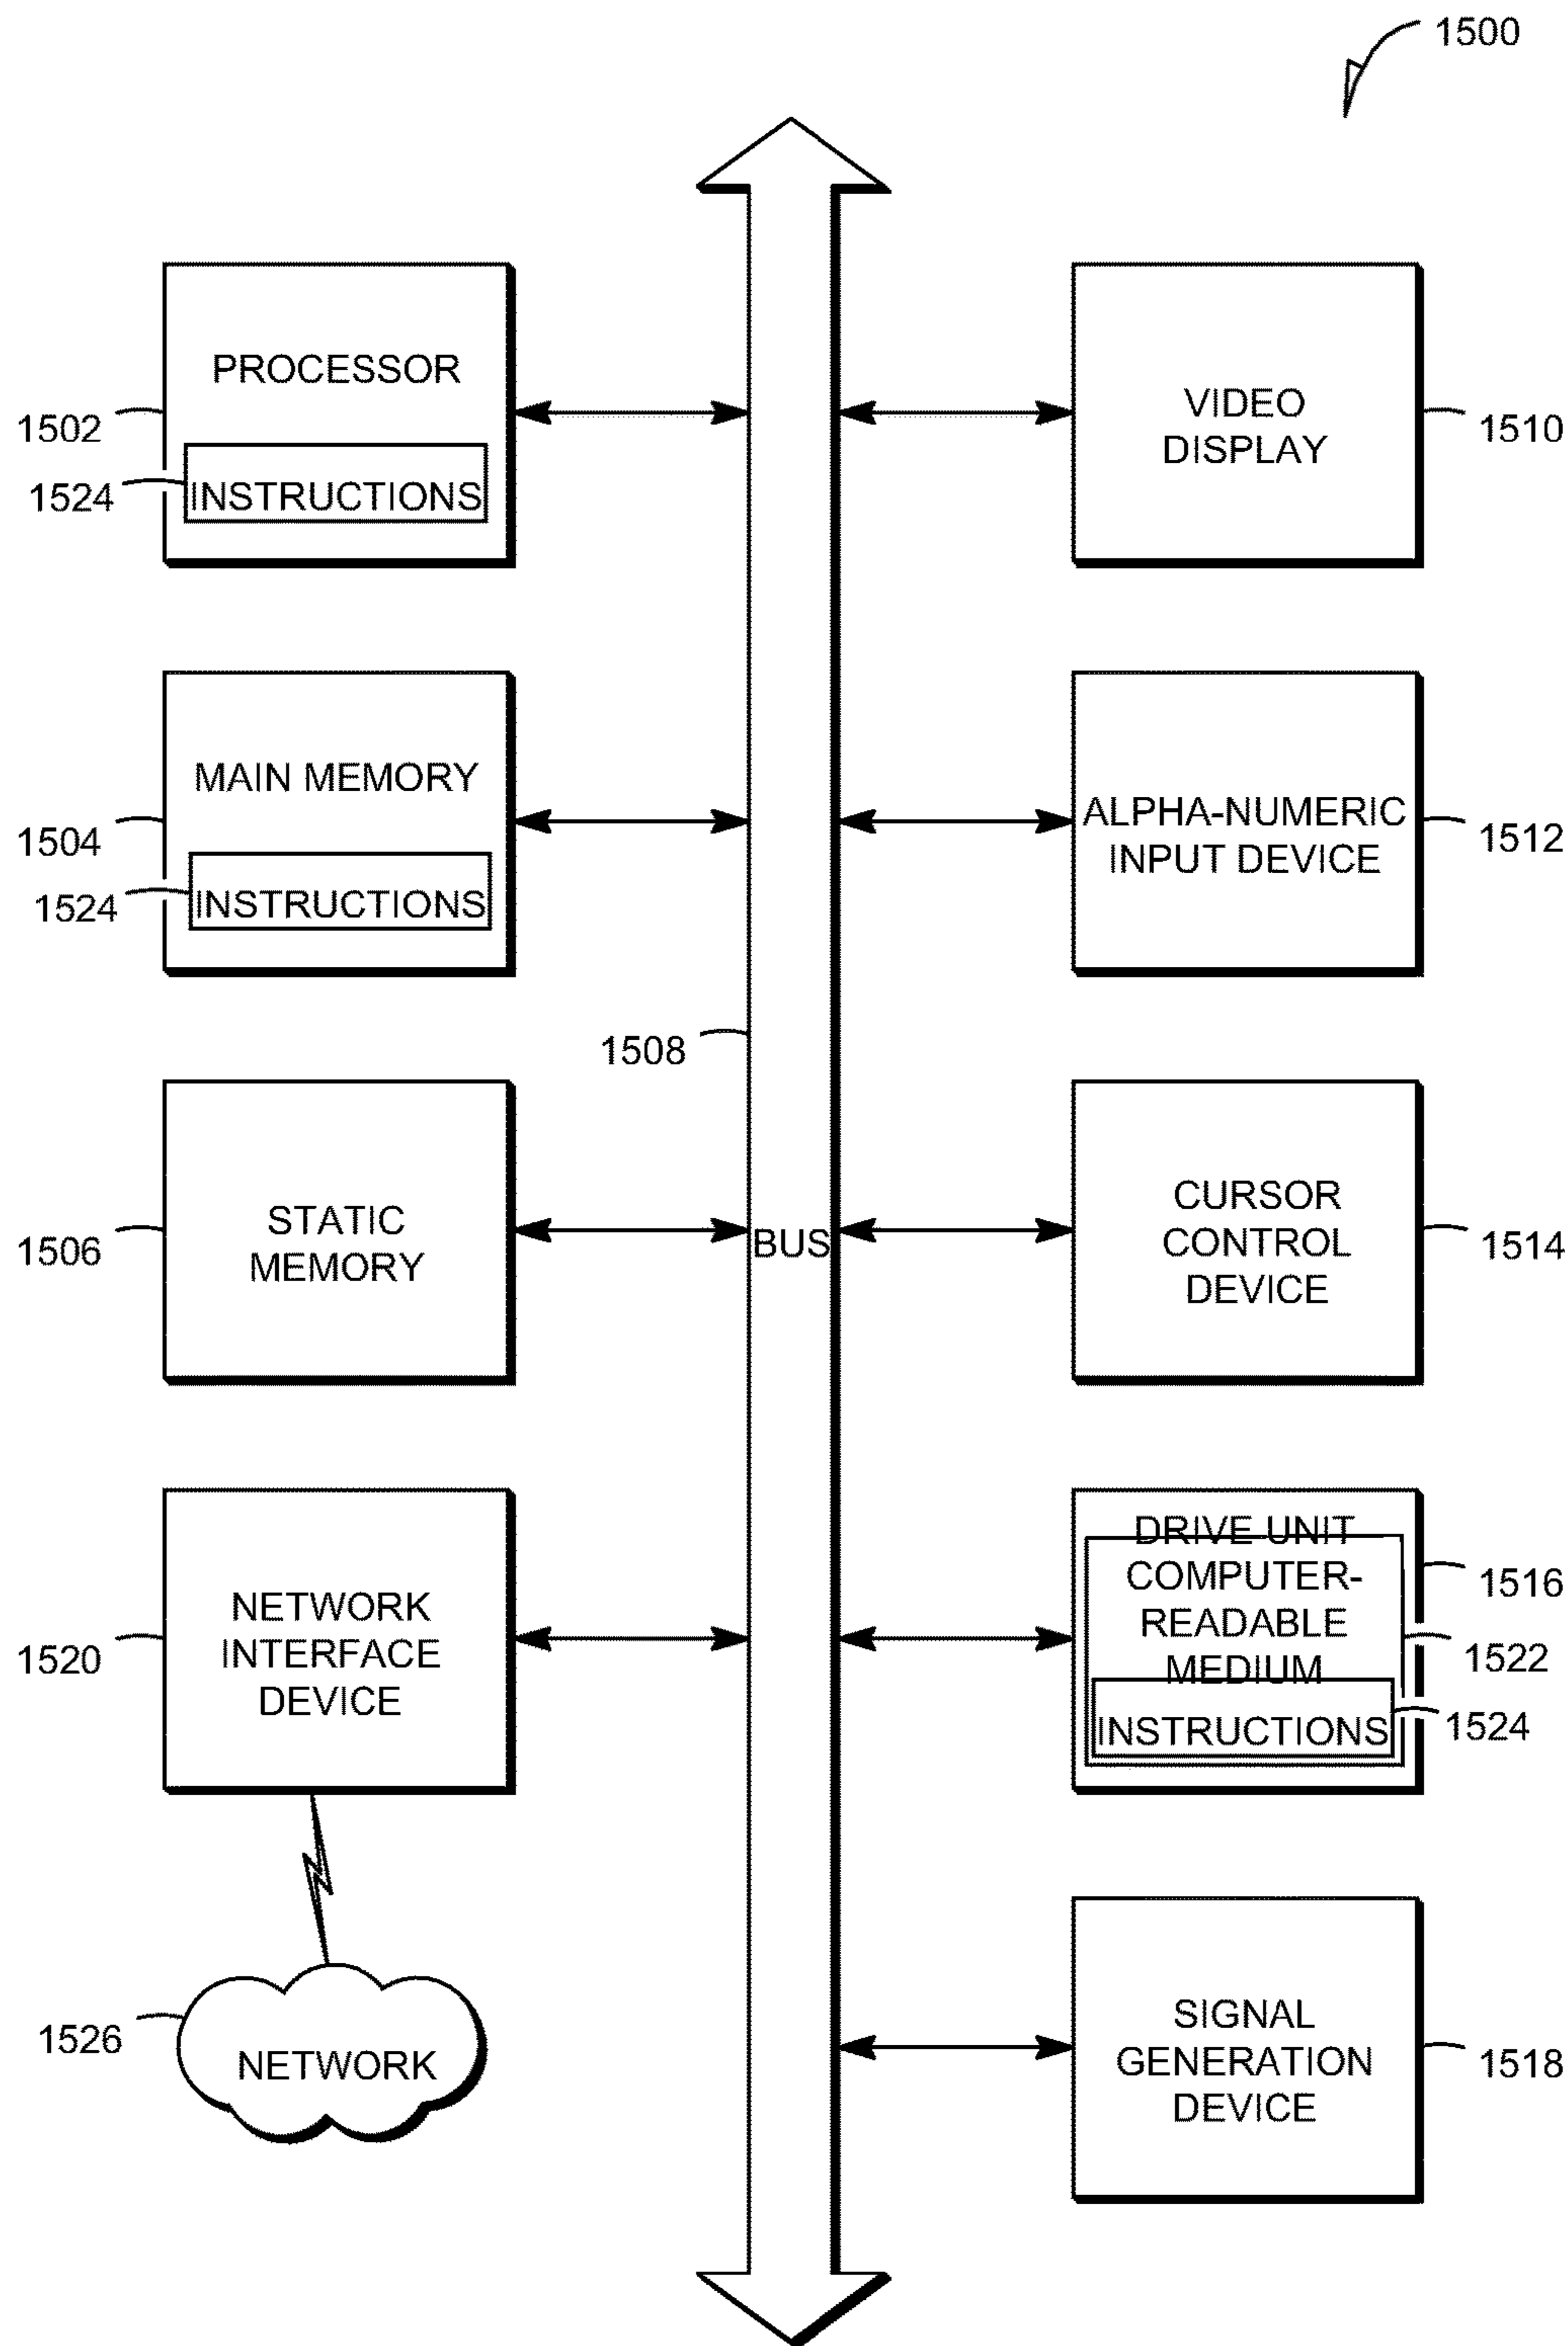 1500
PROCESSOR
1502
1524
INSTRUCTIONS
VIDEO
DISPLAY
1510
MAIN MEMORY
1504
1524
INSTRUCTIONS
ALPHA-NUMERIC
INPUT DEVICE
1512
1508
STATIC
MEMORY
1506
BUS
CURSOR
CONTROL
DEVICE
1514
NETWORK
INTERFACE
DEVICE
1520
DRIVE UNIT
COMPUTER-
READABLE
MEDIUM
INSTRUCTIONS
1516
1522
1524
1526
NETWORK
SIGNAL
GENERATION
DEVICE
1518